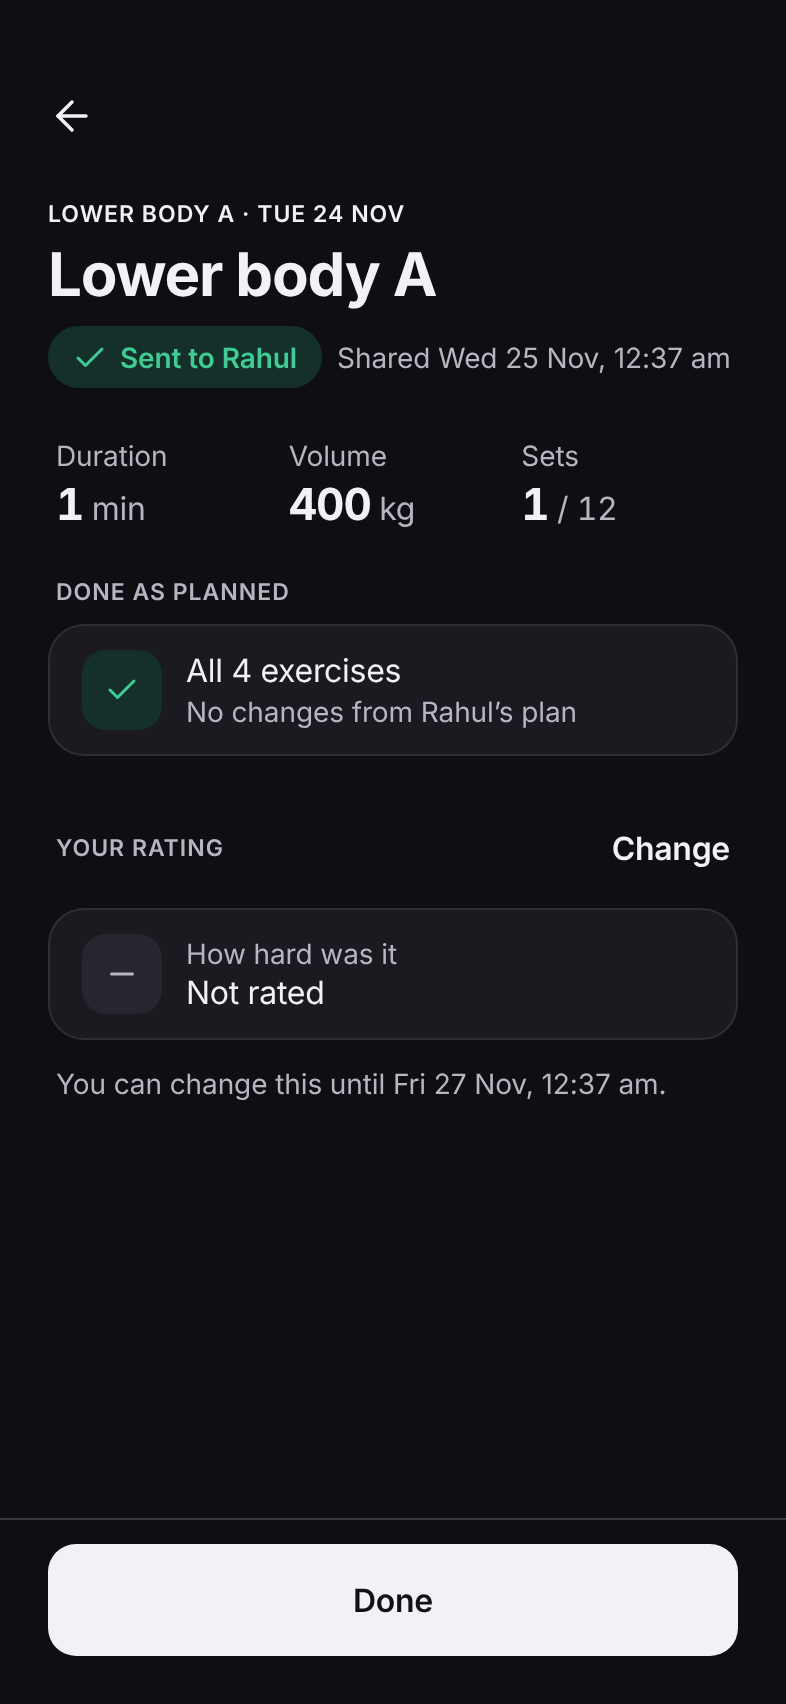 LOWER BODY A · TUE 24 NOV
Lower body A
Sent to Rahul Shared Wed 25 Nov, 12:37 am
Duration Volume Sets
1 min 400 kg 1 / 12
DONE AS PLANNED
All 4 exercises
No changes from Rahul’s plan
YOUR RATING Change
How hard was it
Not rated
You can change this until Fri 27 Nov, 12:37 am.
Done